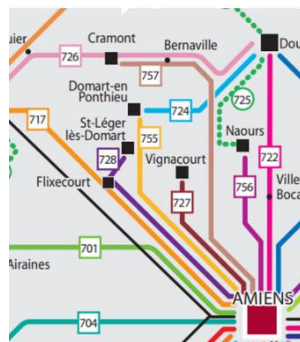 uier
Cramont
726
Bernaville
Dou
757
Domart-en
Ponthieu
724
725
717
St-Léger
lès-Domart
755
Naours
728
Vignacourt
722
Flixecourt
727
756
Ville
Boca
701
AMIENS
Airaines
704